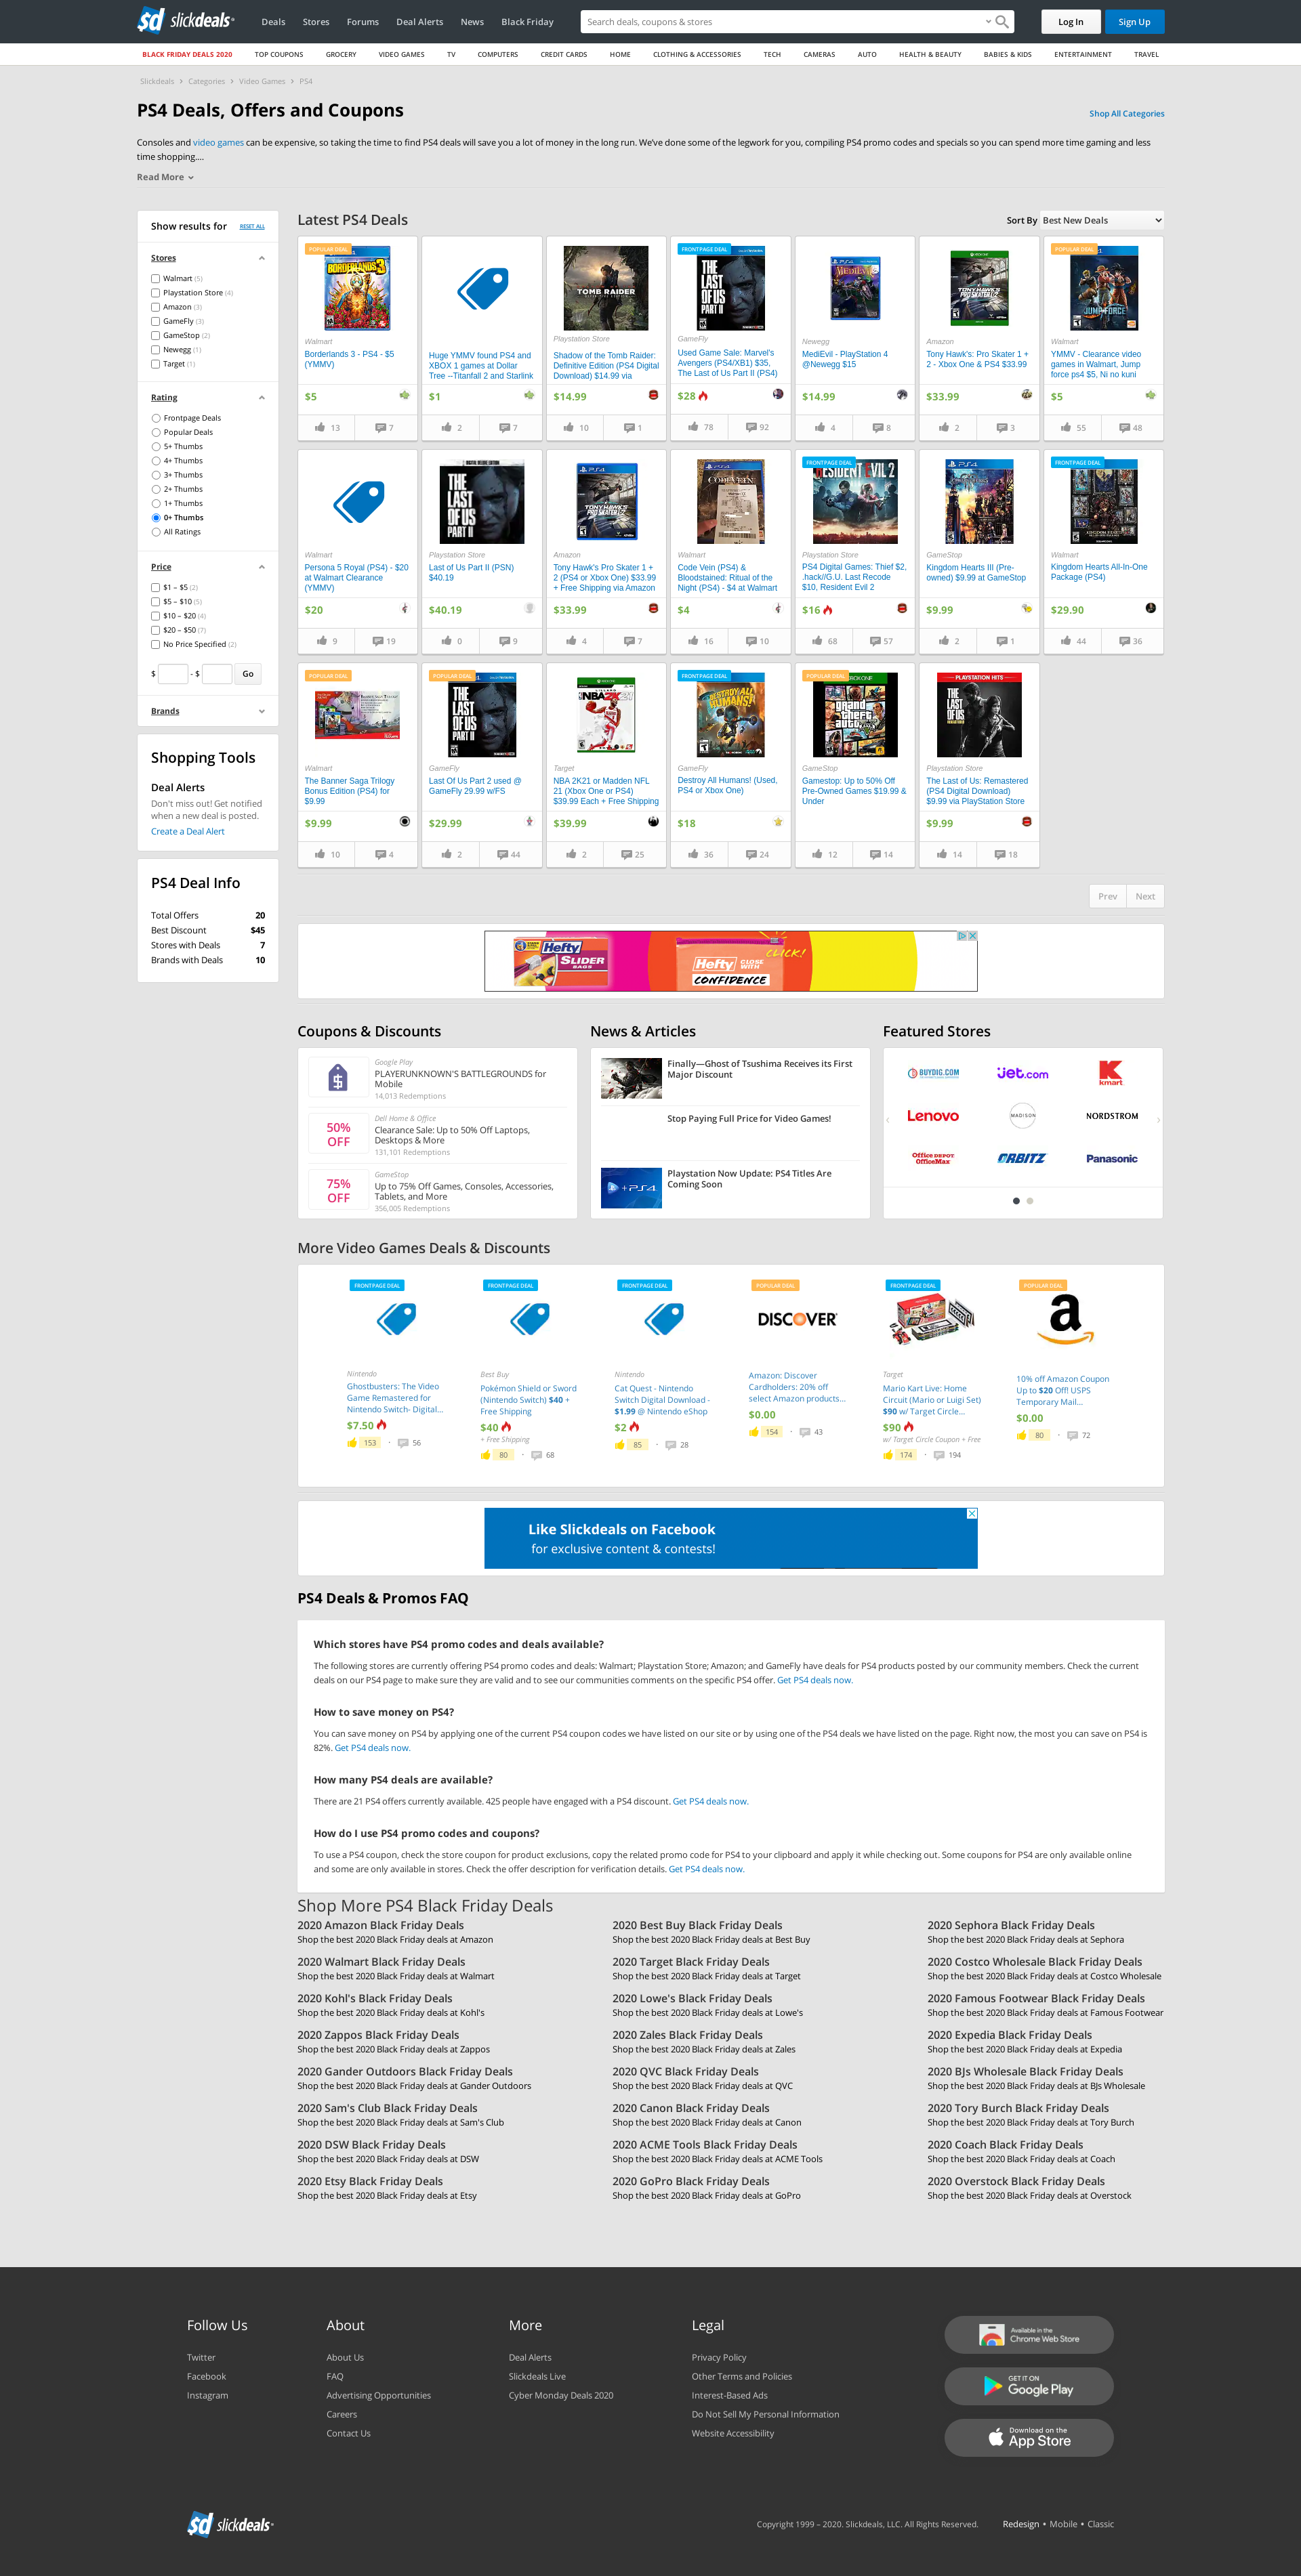 slickdeals
Deals
Stores
Forums
Deal Alerts
News
Black Friday
Search deals, coupons & stores
Log In
Sign Up
BLACK FRIDAY DEALS 2020
TOP COUPONS
GROCERY
VIDEO GAMES
TV
COMPUTERS
CREDIT CARDS
HOME
CLOTHING & ACCESSORIES
TECH
CAMERAS
AUTO
HEALTH & BEAUTY
BABIES & KIDS
ENTERTAINMENT
TRAVEL
Slickdeals › Categories › Video Games › PS4
PS4 Deals, Offers and Coupons
Shop All Categories
Consoles and video games can be expensive, so taking the time to find PS4 deals will save you a lot of money in the long run. We've done some of the legwork for you, compiling PS4 promo codes and specials so you can spend more time gaming and less
time shopping....
Read More
Show results for
RESET ALL
Stores
Walmart (5)
Playstation Store (4)
Amazon (3)
GameFly (3)
GameStop (2)
Newegg (1)
Target (1)
Rating
Frontpage Deals
Popular Deals
5+ Thumbs
4+ Thumbs
3+ Thumbs
2+ Thumbs
1+ Thumbs
0+ Thumbs
All Ratings
Price
$1 – $5 (2)
$5 – $10 (5)
$10 – $20 (4)
$20 – $50 (7)
No Price Specified (2)
$ - $ Go
Brands
Shopping Tools
Deal Alerts
Don't miss out! Get notified
when a new deal is posted.
Create a Deal Alert
PS4 Deal Info
Total Offers 20
Best Discount $45
Stores with Deals 7
Brands with Deals 10
Latest PS4 Deals
Sort By Best New Deals
POPULAR DEAL
Walmart
Borderlands 3 - PS4 - $5
(YMMV)
$5
13 7
Huge YMMV found PS4 and
XBOX 1 games at Dollar
Tree --Titanfall 2 and Starlink
$1
2 7
TOMB RAIDER
Playstation Store
Shadow of the Tomb Raider:
Definitive Edition (PS4 Digital
Download) $14.99 via
$14.99
10 1
FRONTPAGE DEAL
THE LAST OF US PART II
GameFly
Used Game Sale: Marvel's
Avengers (PS4/XB1) $35,
The Last of Us Part II (PS4)
$28
78 92
Newegg
MediEvil - PlayStation 4
@Newegg $15
$14.99
4 8
Amazon
Tony Hawk's: Pro Skater 1 +
2 - Xbox One & PS4 $33.99
$33.99
2 3
POPULAR DEAL
JUMP FORCE
Walmart
YMMV - Clearance video
games in Walmart, Jump
force ps4 $5, Ni no kuni
$5
55 48
Walmart
Persona 5 Royal (PS4) - $20
at Walmart Clearance
(YMMV)
$20
9 19
THE LAST OF US PART II
Playstation Store
Last of Us Part II (PSN)
$40.19
$40.19
0 9
PS4
Amazon
Tony Hawk's Pro Skater 1 +
2 (PS4 or Xbox One) $33.99
+ Free Shipping via Amazon
$33.99
4 7
PS4
CODE VEIN
Walmart
Code Vein (PS4) &
Bloodstained: Ritual of the
Night (PS4) - $4 at Walmart
$4
16 10
FRONTPAGE DEAL
RESIDENT EVIL 2
Playstation Store
PS4 Digital Games: Thief $2,
.hack//G.U. Last Recode
$10, Resident Evil 2
$16
68 57
PS4
GameStop
Kingdom Hearts III (Pre-
owned) $9.99 at GameStop
$9.99
2 1
FRONTPAGE DEAL
Walmart
Kingdom Hearts All-In-One
Package (PS4)
$29.90
44 36
POPULAR DEAL
Walmart
The Banner Saga Trilogy
Bonus Edition (PS4) for
$9.99
$9.99
10 4
POPULAR DEAL
THE LAST OF US PART II
GameFly
Last Of Us Part 2 used @
GameFly 29.99 w/FS
$29.99
2 44
NBA 2K21
Target
NBA 2K21 or Madden NFL
21 (Xbox One or PS4)
$39.99 Each + Free Shipping
$39.99
2 25
FRONTPAGE DEAL
DESTROY ALL HUMANS!
GameFly
Destroy All Humans! (Used,
PS4 or Xbox One)
$18
36 24
POPULAR DEAL
XBOX ONE
grand theft auto V
GameStop
Gamestop: Up to 50% Off
Pre-Owned Games $19.99 &
Under
12 14
PLAYSTATION HITS
THE LAST OF US
REMASTERED
Playstation Store
The Last of Us: Remastered
(PS4 Digital Download)
$9.99 via PlayStation Store
$9.99
14 18
Prev Next
Hefty SLIDER BAGS
CLICK!
Hefty CLOSE WITH CONFIDENCE
Coupons & Discounts
Google Play
PLAYERUNKNOWN'S BATTLEGROUNDS for
Mobile
14,013 Redemptions
50%
OFF
Dell Home & Office
Clearance Sale: Up to 50% Off Laptops,
Desktops & More
131,101 Redemptions
75%
OFF
GameStop
Up to 75% Off Games, Consoles, Accessories,
Tablets, and More
356,005 Redemptions
News & Articles
Finally—Ghost of Tsushima Receives its First
Major Discount
Stop Paying Full Price for Video Games!
PS4
Playstation Now Update: PS4 Titles Are
Coming Soon
Featured Stores
BUYDIG.COM
jet.com
kmart
Lenovo
MADISON
NORDSTROM
Office DEPOT
OfficeMax
ORBITZ
Panasonic
More Video Games Deals & Discounts
FRONTPAGE DEAL
Nintendo
Ghostbusters: The Video
Game Remastered for
Nintendo Switch- Digital...
$7.50
153 · 56
FRONTPAGE DEAL
Best Buy
Pokémon Shield or Sword
(Nintendo Switch) $40 +
Free Shipping
$40
+ Free Shipping
80 · 68
FRONTPAGE DEAL
Nintendo
Cat Quest - Nintendo
Switch Digital Download -
$1.99 @ Nintendo eShop
$2
85 · 28
POPULAR DEAL
DISCOVER
Amazon: Discover
Cardholders: 20% off
select Amazon products...
$0.00
154 · 43
FRONTPAGE DEAL
Target
Mario Kart Live: Home
Circuit (Mario or Luigi Set)
$90 w/ Target Circle...
$90
w/ Target Circle Coupon + Free
174 · 194
POPULAR DEAL
a
10% off Amazon Coupon
Up to $20 Off! USPS
Temporary Mail...
$0.00
80 · 72
Like Slickdeals on Facebook
for exclusive content & contests!
PS4 Deals & Promos FAQ
Which stores have PS4 promo codes and deals available?
The following stores are currently offering PS4 promo codes and deals: Walmart; Playstation Store; Amazon; and GameFly have deals for PS4 products posted by our community members. Check the current
deals on our PS4 page to make sure they are valid and to see our communities comments on the specific PS4 offer. Get PS4 deals now.
How to save money on PS4?
You can save money on PS4 by applying one of the current PS4 coupon codes we have listed on our site or by using one of the PS4 deals we have listed on the page. Right now, the most you can save on PS4 is
82%. Get PS4 deals now.
How many PS4 deals are available?
There are 21 PS4 offers currently available. 425 people have engaged with a PS4 discount. Get PS4 deals now.
How do I use PS4 promo codes and coupons?
To use a PS4 coupon, check the store coupon for product exclusions, copy the related promo code for PS4 to your clipboard and apply it while checking out. Some coupons for PS4 are only available online
and some are only available in stores. Check the offer description for verification details. Get PS4 deals now.
Shop More PS4 Black Friday Deals
2020 Amazon Black Friday Deals
Shop the best 2020 Black Friday deals at Amazon
2020 Best Buy Black Friday Deals
Shop the best 2020 Black Friday deals at Best Buy
2020 Sephora Black Friday Deals
Shop the best 2020 Black Friday deals at Sephora
2020 Walmart Black Friday Deals
Shop the best 2020 Black Friday deals at Walmart
2020 Target Black Friday Deals
Shop the best 2020 Black Friday deals at Target
2020 Costco Wholesale Black Friday Deals
Shop the best 2020 Black Friday deals at Costco Wholesale
2020 Kohl's Black Friday Deals
Shop the best 2020 Black Friday deals at Kohl's
2020 Lowe's Black Friday Deals
Shop the best 2020 Black Friday deals at Lowe's
2020 Famous Footwear Black Friday Deals
Shop the best 2020 Black Friday deals at Famous Footwear
2020 Zappos Black Friday Deals
Shop the best 2020 Black Friday deals at Zappos
2020 Zales Black Friday Deals
Shop the best 2020 Black Friday deals at Zales
2020 Expedia Black Friday Deals
Shop the best 2020 Black Friday deals at Expedia
2020 Gander Outdoors Black Friday Deals
Shop the best 2020 Black Friday deals at Gander Outdoors
2020 QVC Black Friday Deals
Shop the best 2020 Black Friday deals at QVC
2020 BJs Wholesale Black Friday Deals
Shop the best 2020 Black Friday deals at BJs Wholesale
2020 Sam's Club Black Friday Deals
Shop the best 2020 Black Friday deals at Sam's Club
2020 Canon Black Friday Deals
Shop the best 2020 Black Friday deals at Canon
2020 Tory Burch Black Friday Deals
Shop the best 2020 Black Friday deals at Tory Burch
2020 DSW Black Friday Deals
Shop the best 2020 Black Friday deals at DSW
2020 ACME Tools Black Friday Deals
Shop the best 2020 Black Friday deals at ACME Tools
2020 Coach Black Friday Deals
Shop the best 2020 Black Friday deals at Coach
2020 Etsy Black Friday Deals
Shop the best 2020 Black Friday deals at Etsy
2020 GoPro Black Friday Deals
Shop the best 2020 Black Friday deals at GoPro
2020 Overstock Black Friday Deals
Shop the best 2020 Black Friday deals at Overstock
Follow Us
Twitter
Facebook
Instagram
About
About Us
FAQ
Advertising Opportunities
Careers
Contact Us
More
Deal Alerts
Slickdeals Live
Cyber Monday Deals 2020
Legal
Privacy Policy
Other Terms and Policies
Interest-Based Ads
Do Not Sell My Personal Information
Website Accessibility
Available in the
Chrome Web Store
GET IT ON
Google Play
Download on the
App Store
slickdeals
Copyright 1999 – 2020. Slickdeals, LLC. All Rights Reserved.
Redesign • Mobile • Classic